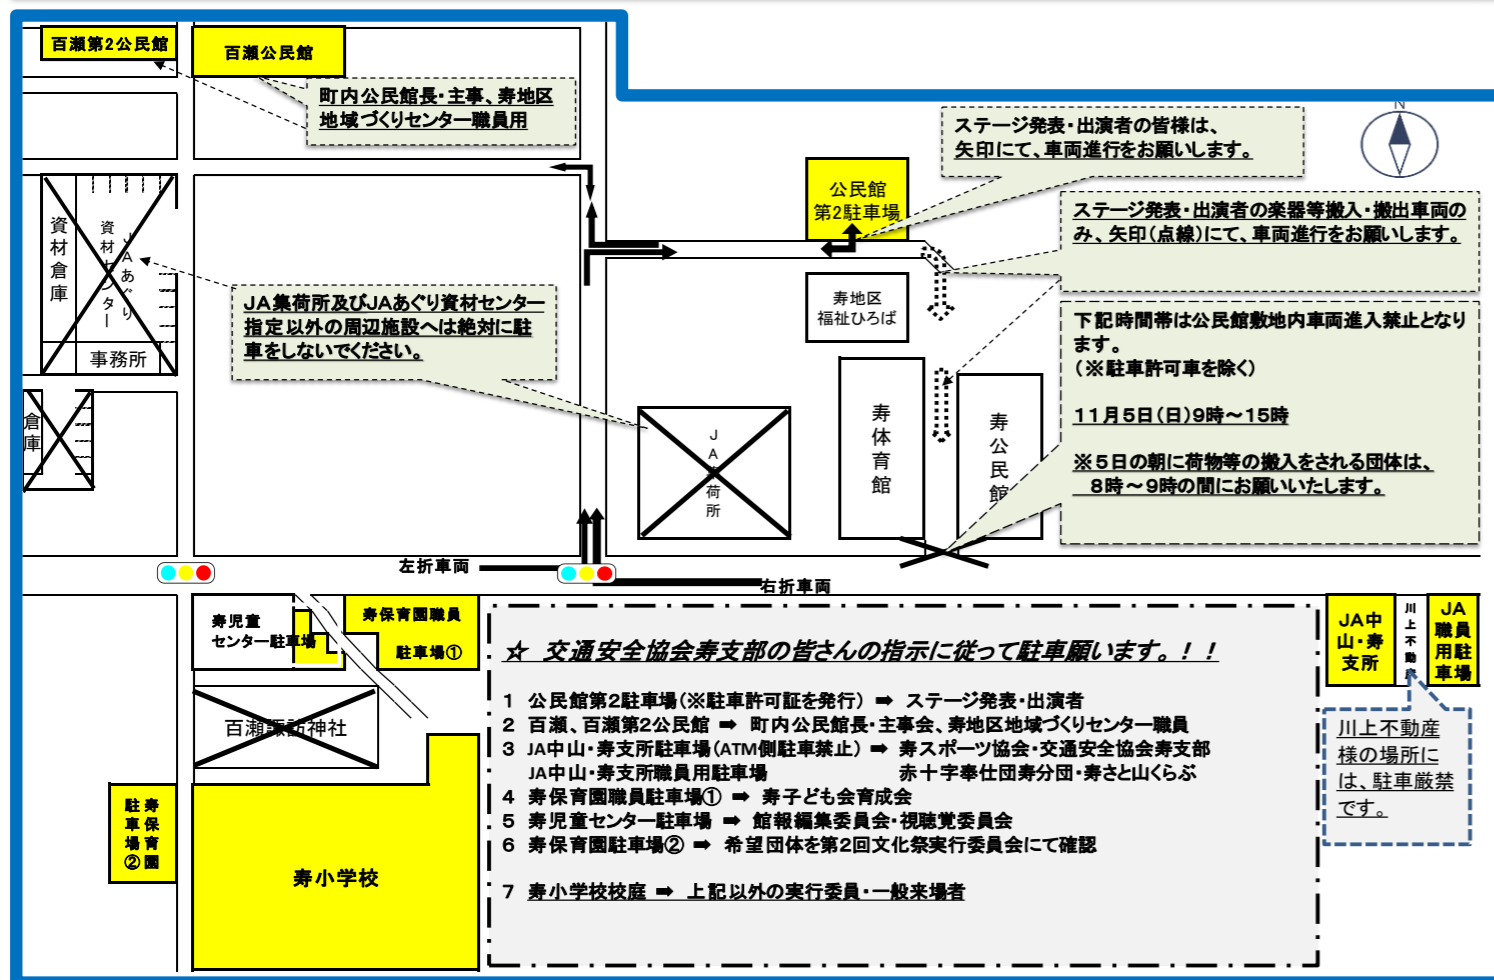 百瀬第2公民館
百瀬公民館
町内公民館長・主事、寿地区
地域づくりセンター職員用
N
ステージ発表・出演者の皆様は、
矢印にて、車両進行をお願いします。
公民館
第2駐車場
ステージ発表・出演者の楽器等搬入・搬出車両の
み、矢印(点線)にて、車両進行をお願いします。
資材倉庫
資材センター
JAあぐり
事務所
倉庫
JA集荷所及びJAあぐり資材センター
指定以外の周辺施設へは絶対に駐
車をしないでください。
寿地区
福祉ひろば
下記時間帯は公民館敷地内車両進入禁止となり
ます。
(※駐車許可車を除く)
11月5日(日)9時～15時
※5日の朝に荷物等の搬入をされる団体は、
8時～9時の間にお願いいたします。
JA集荷所
寿体育館
寿公民館
左折車両
右折車両
寿児童
センター駐車場
寿保育園職員
駐車場①
百瀬諏訪神社
寿保育園
駐車場②
寿小学校
☆ 交通安全協会寿支部の皆さんの指示に従って駐車願います。！！
1 公民館第2駐車場(※駐車許可証を発行) ➡ ステージ発表・出演者
2 百瀬、百瀬第2公民館 ➡ 町内公民館長・主事会、寿地区地域づくりセンター職員
3 JA中山・寿支所駐車場(ATM側駐車禁止) ➡ 寿スポーツ協会・交通安全協会寿支部
JA中山・寿支所職員用駐車場 赤十字奉仕団寿分団・寿さと山くらぶ
4 寿保育園職員駐車場① ➡ 寿子ども会育成会
5 寿児童センター駐車場 ➡ 館報編集委員会・視聴覚委員会
6 寿保育園駐車場② ➡ 希望団体を第2回文化祭実行委員会にて確認
7 寿小学校校庭 ➡ 上記以外の実行委員・一般来場者
JA中
山・寿
支所
川上不動産
JA
職員
用駐
車場
川上不動産
様の場所に
は、駐車厳禁
です。